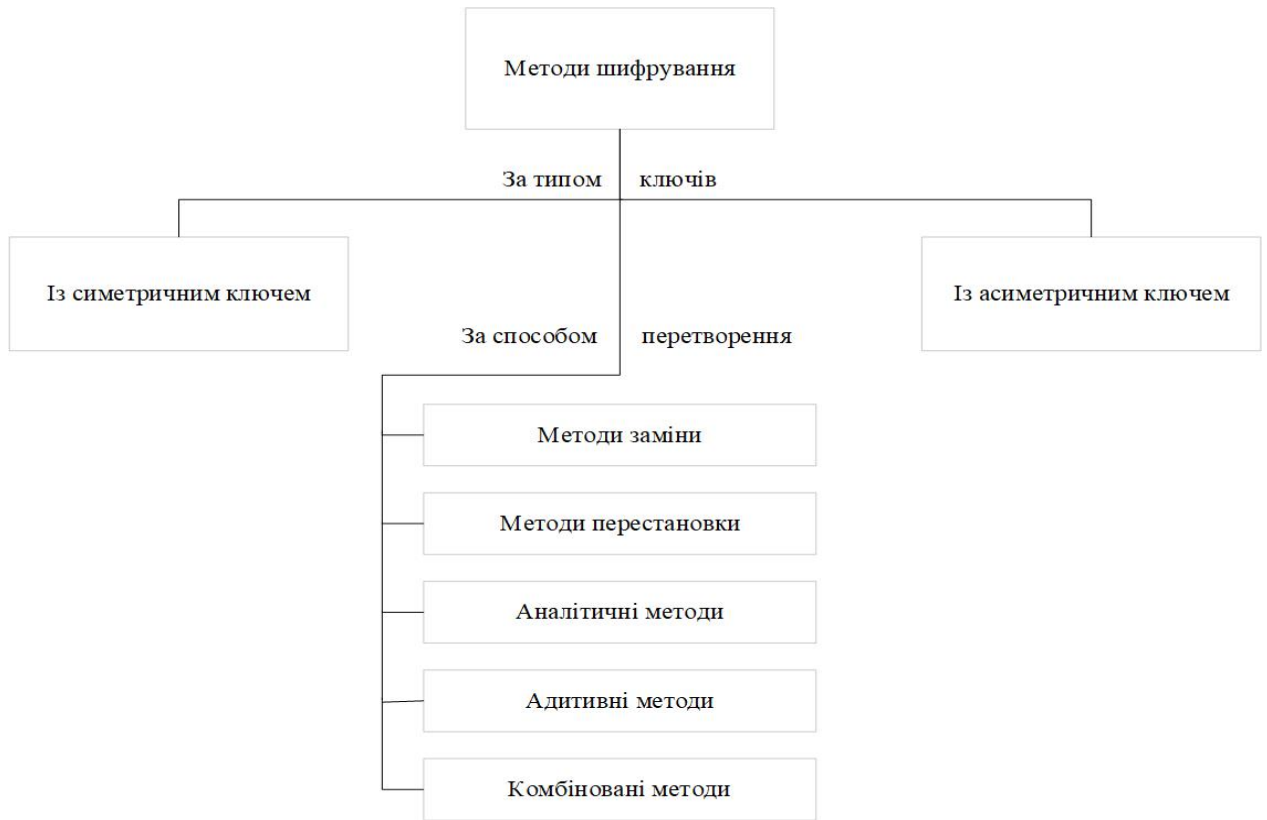 Методи шифрування
За типом ключів
Із симетричним ключем
Із асиметричним ключем
За способом перетворення
Методи заміни
Методи перестановки
Аналітичні методи
Адитивні методи
Комбіновані методи